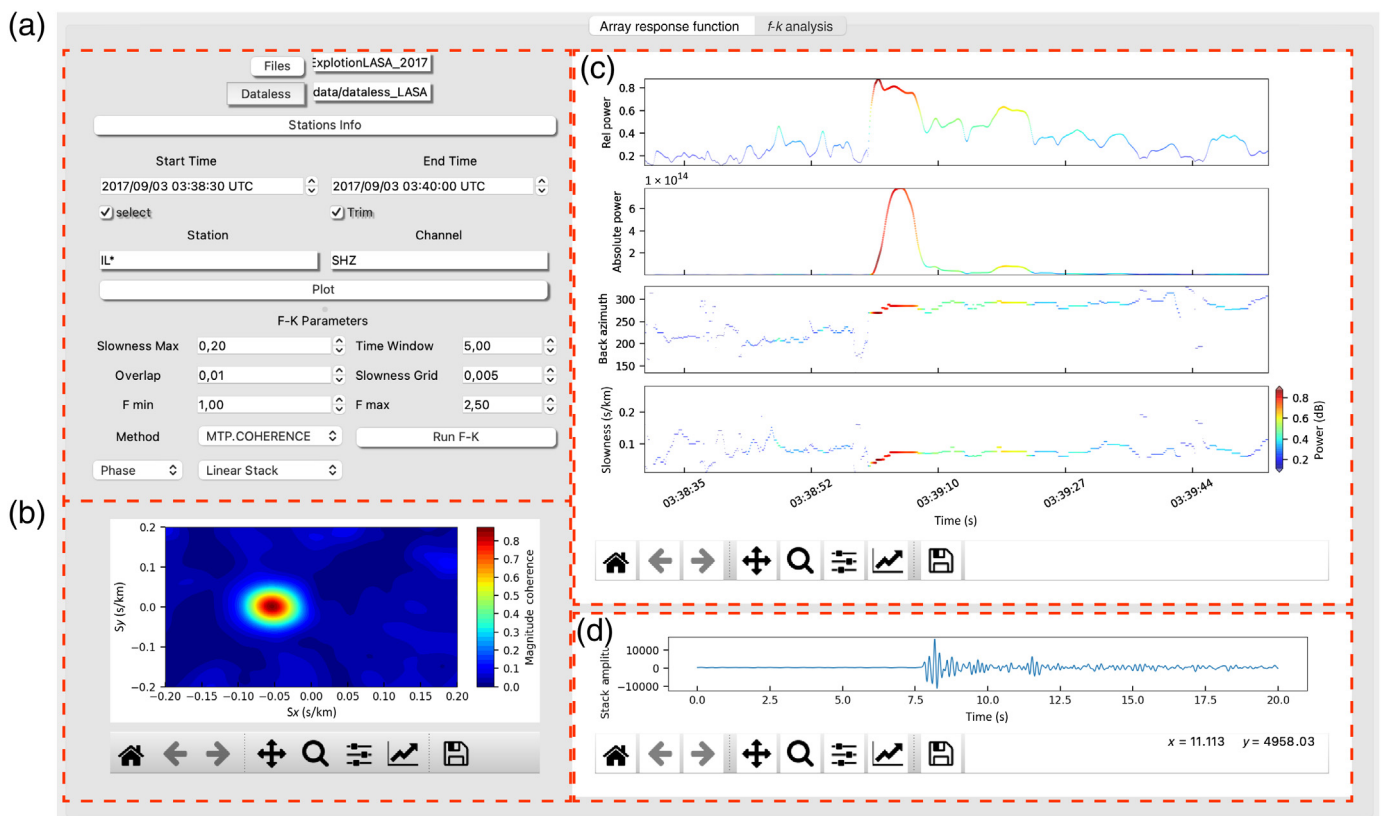 (a)
Array response function f-k analysis
Files ExplotionLASA_2017
Dataless data/dataless_LASA
Stations Info
Start Time End Time
2017/09/03 03:38:30 UTC 2017/09/03 03:40:00 UTC
select Trim
Station Channel
IL* SHZ
Plot
F-K Parameters
Slowness Max 0,20 Time Window 5,00
Overlap 0,01 Slowness Grid 0,005
F min 1,00 F max 2,50
Method MTP.COHERENCE Run F-K
Phase Linear Stack
(b)
0.2
0.1
0.0
−0.1
−0.2
Sy (s/km)
−0.20 −0.15 −0.10 −0.05 0.00 0.05 0.10 0.15 0.20
Sx (s/km)
0.8
0.7
0.6
0.5
0.4
0.3
0.2
0.1
0.0
Magnitude coherence
(c)
Rel power
0.8
0.6
0.4
0.2
1 × 10¹⁴
Absolute power
6
4
2
Back azimuth
300
250
200
150
Slowness (s/km)
0.2
0.1
0.8
0.6
0.4
0.2
Power (dB)
03:38:35 03:38:52 03:39:10 03:39:27 03:39:44
Time (s)
(d)
Stack amplitu
10000
0
−10000
0.0 2.5 5.0 7.5 10.0 12.5 15.0 17.5 20.0
Time (s)
x = 11.113 y = 4958.03